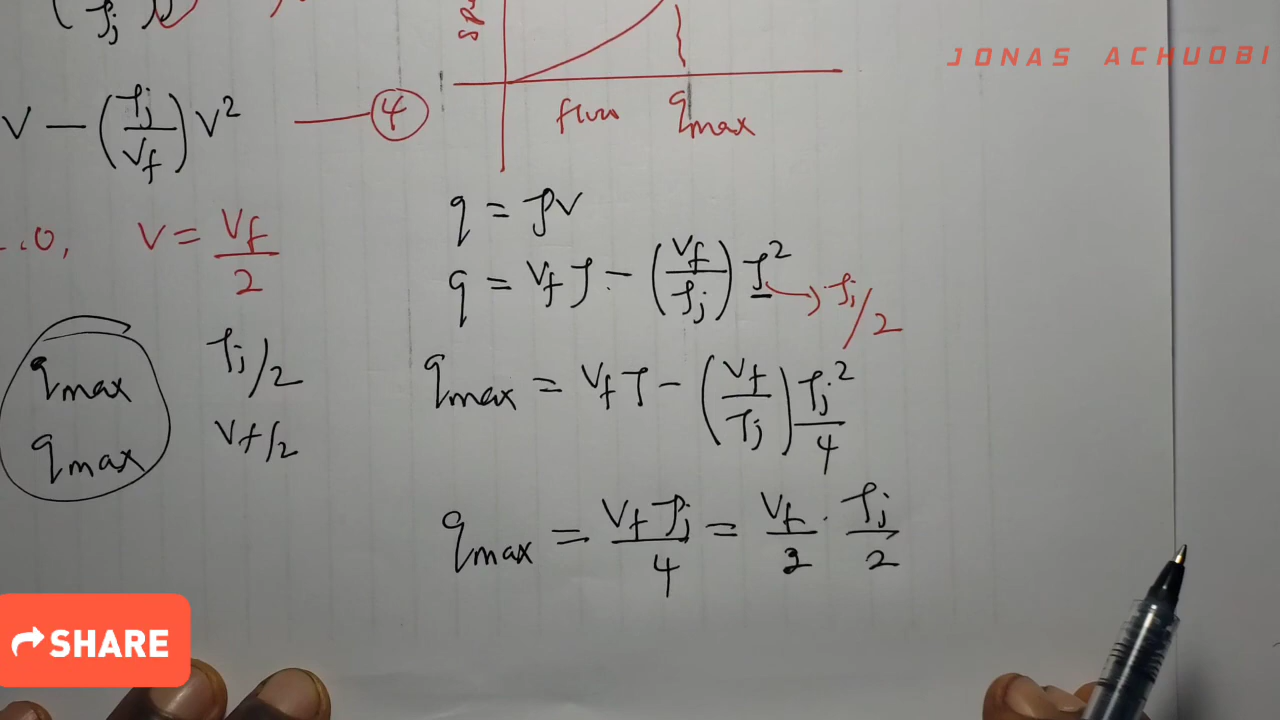 JONAS ACHUOBI
flow
qmax
V — (ρj/Vf) V² — 4
q = ρV
...0, V = Vf/2
q = Vf ρ - (Vf/ρj) ρ² → ρj/2
qmax ρj/2
qmax = Vf ρ - (Vf/ρj) ρj²/4
qmax Vf/2
qmax = Vf ρj/4 = Vf/2 · ρj/2
SHARE